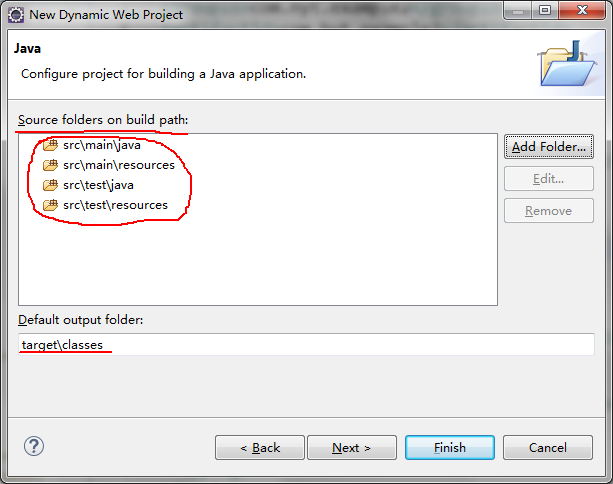 New Dynamic Web Project
Java
Configure project for building a Java application.
Source folders on build path:
src\main\java
src\main\resources
src\test\java
src\test\resources
Add Folder...
Edit...
Remove
Default output folder:
target\classes
?
< Back
Next >
Finish
Cancel